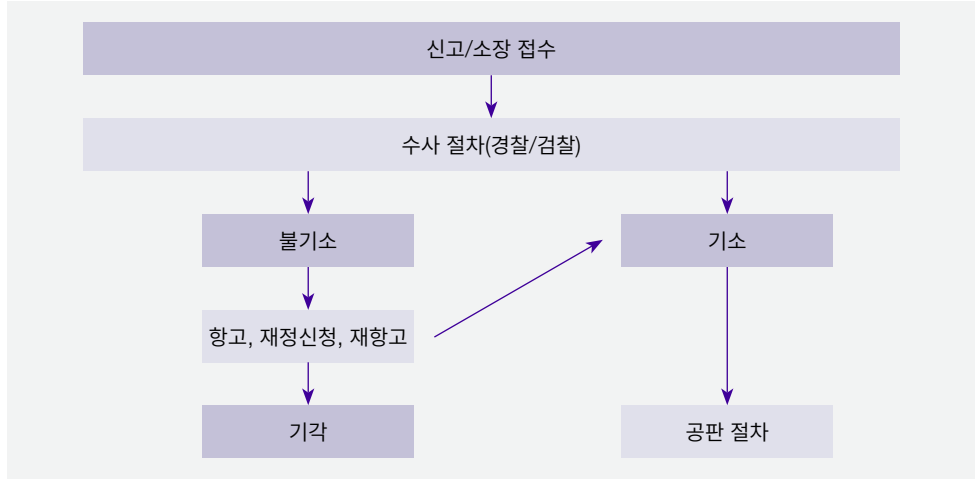 신고/소장 접수
수사 절차(경찰/검찰)
불기소
기소
항고, 재정신청, 재항고
기각
공판 절차